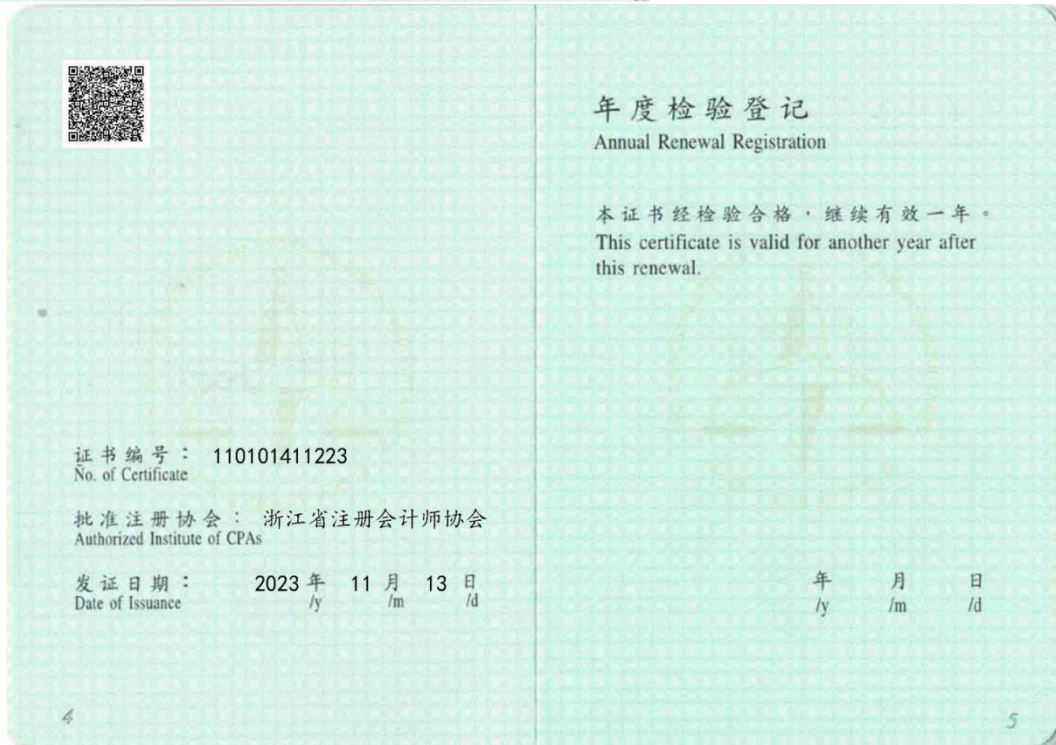 证书编号： 110101411223
No. of Certificate
批准注册协会： 浙江省注册会计师协会
Authorized Institute of CPAs
发证日期： 2023 年 11 月 13 日
Date of Issuance /y /m /d
4
年度检验登记
Annual Renewal Registration
本证书经检验合格，继续有效一年。
This certificate is valid for another year after
this renewal.
年 月 日
/y /m /d
5